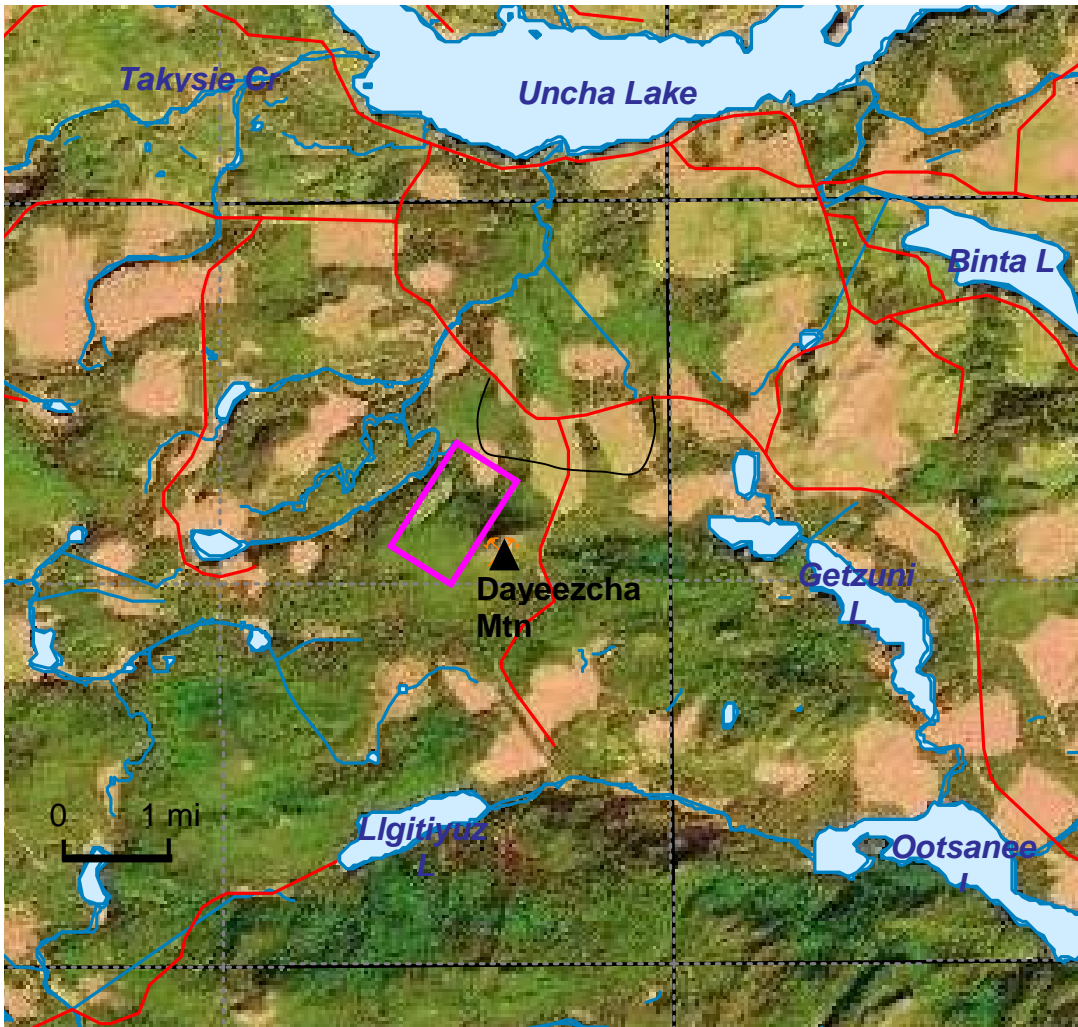 Takysie Cr
Uncha Lake
Binta L
Getzuni
L
Dayeezcha
Mtn
0 1 mi
Llgitiyuz
L
Ootsanee
L